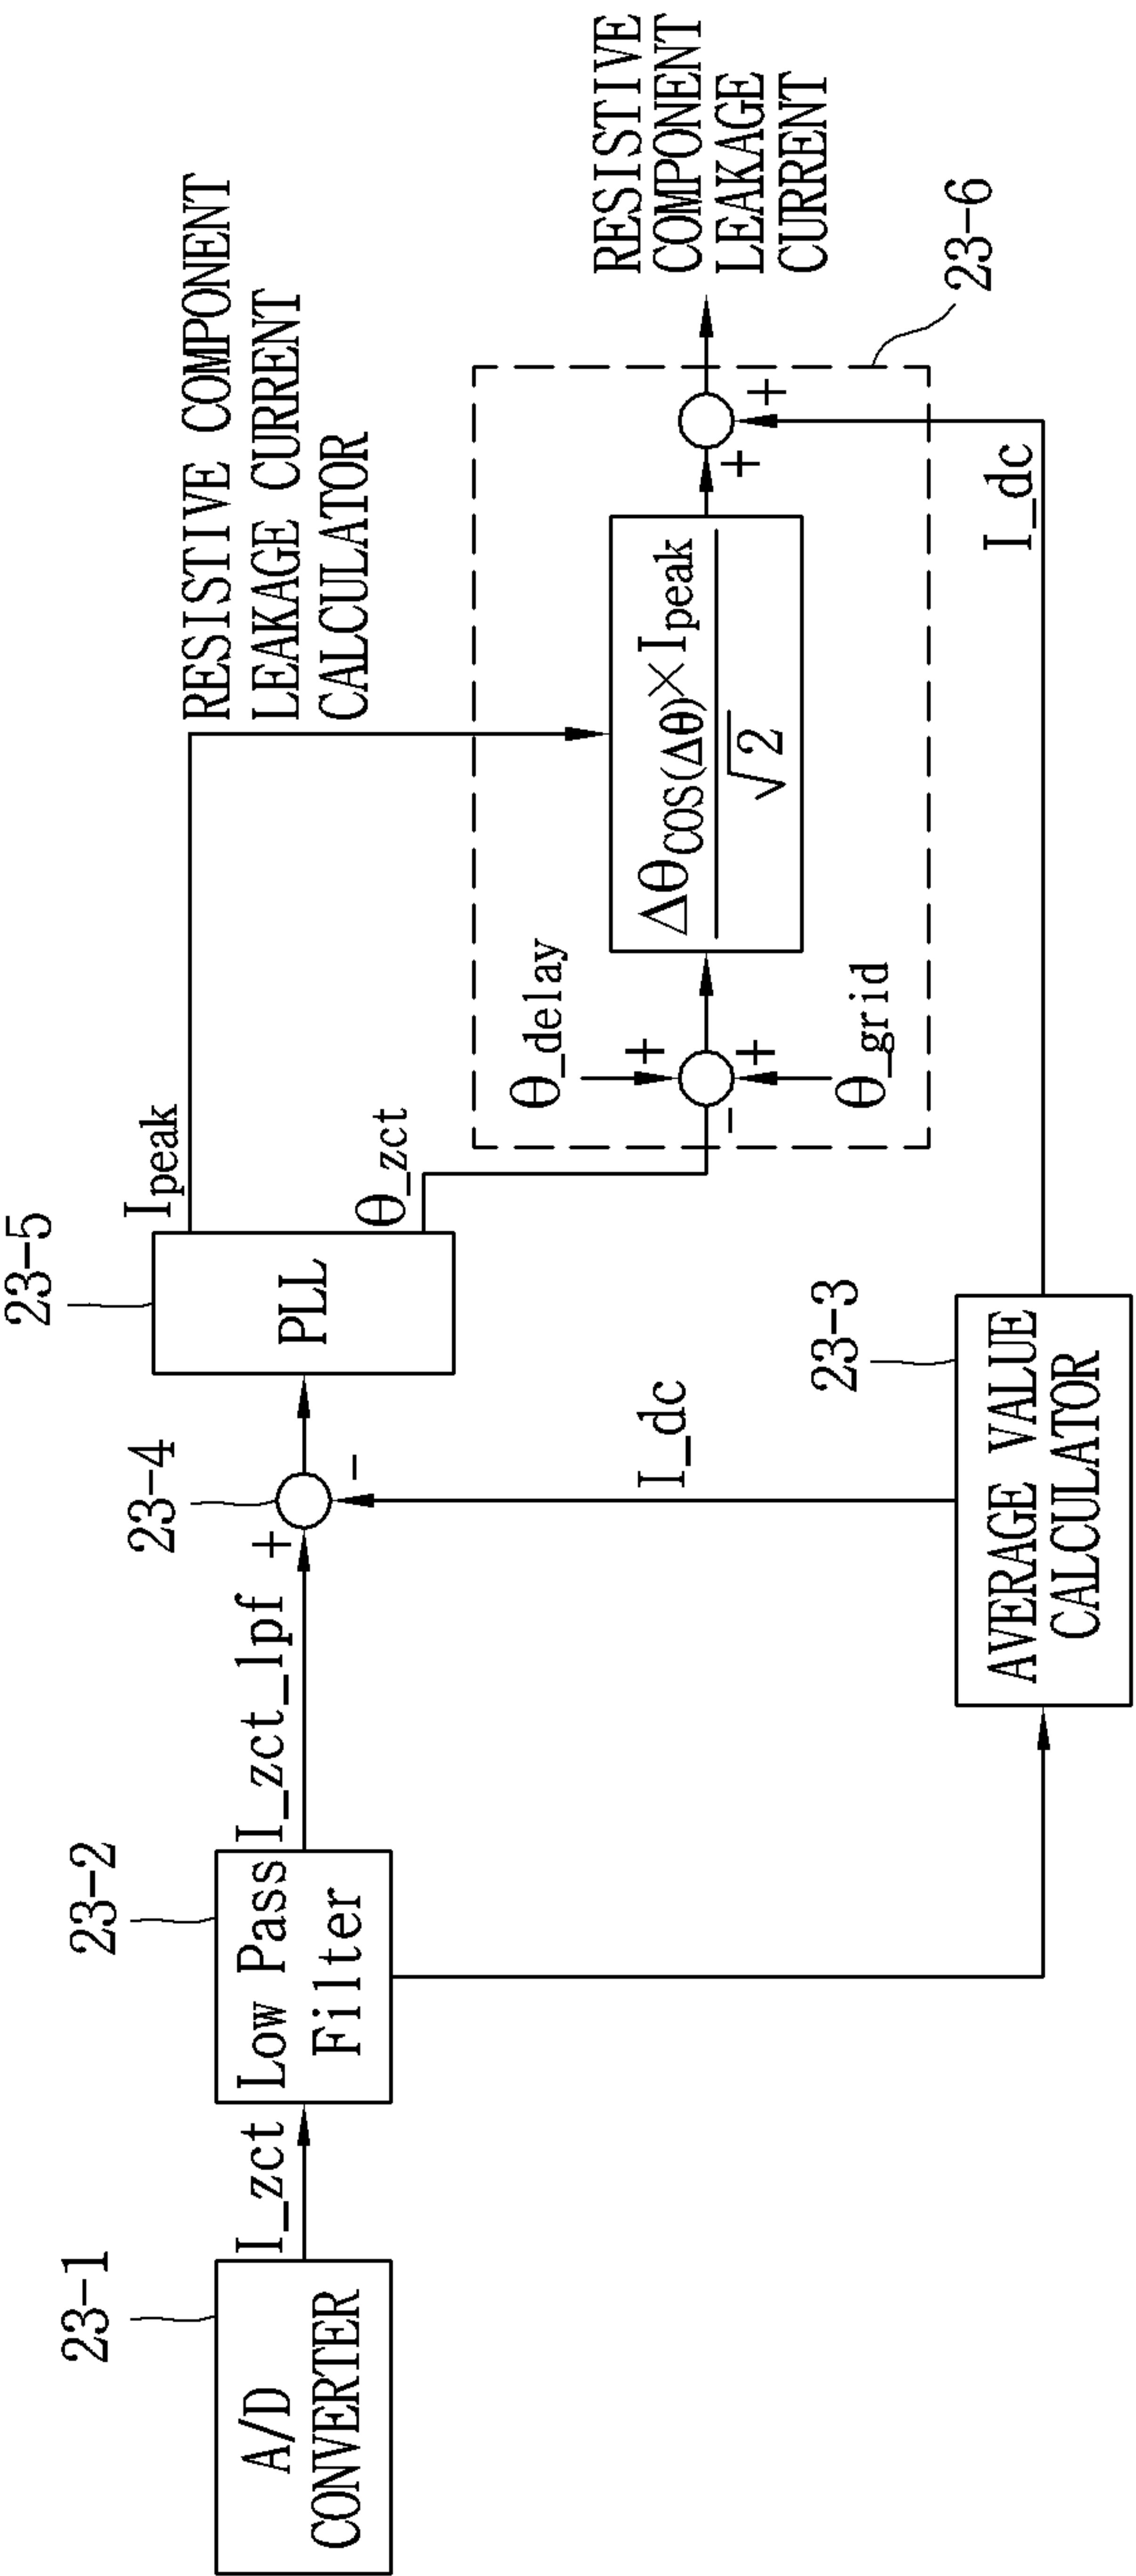 23-1
A/D
CONVERTER
I_zct
23-2
Low Pass
Filter
I_zct_lpf
+
23-4
-
I_dc
23-3
AVERAGE VALUE
CALCULATOR
23-5
PLL
Ipeak
θ_zct
RESISTIVE COMPONENT
LEAKAGE CURRENT
CALCULATOR
θ_delay
+
-
+
θ_grid
Δθcos(Δθ)×Ipeak
√2
+
+
I_dc
RESISTIVE
COMPONENT
LEAKAGE
CURRENT
23-6